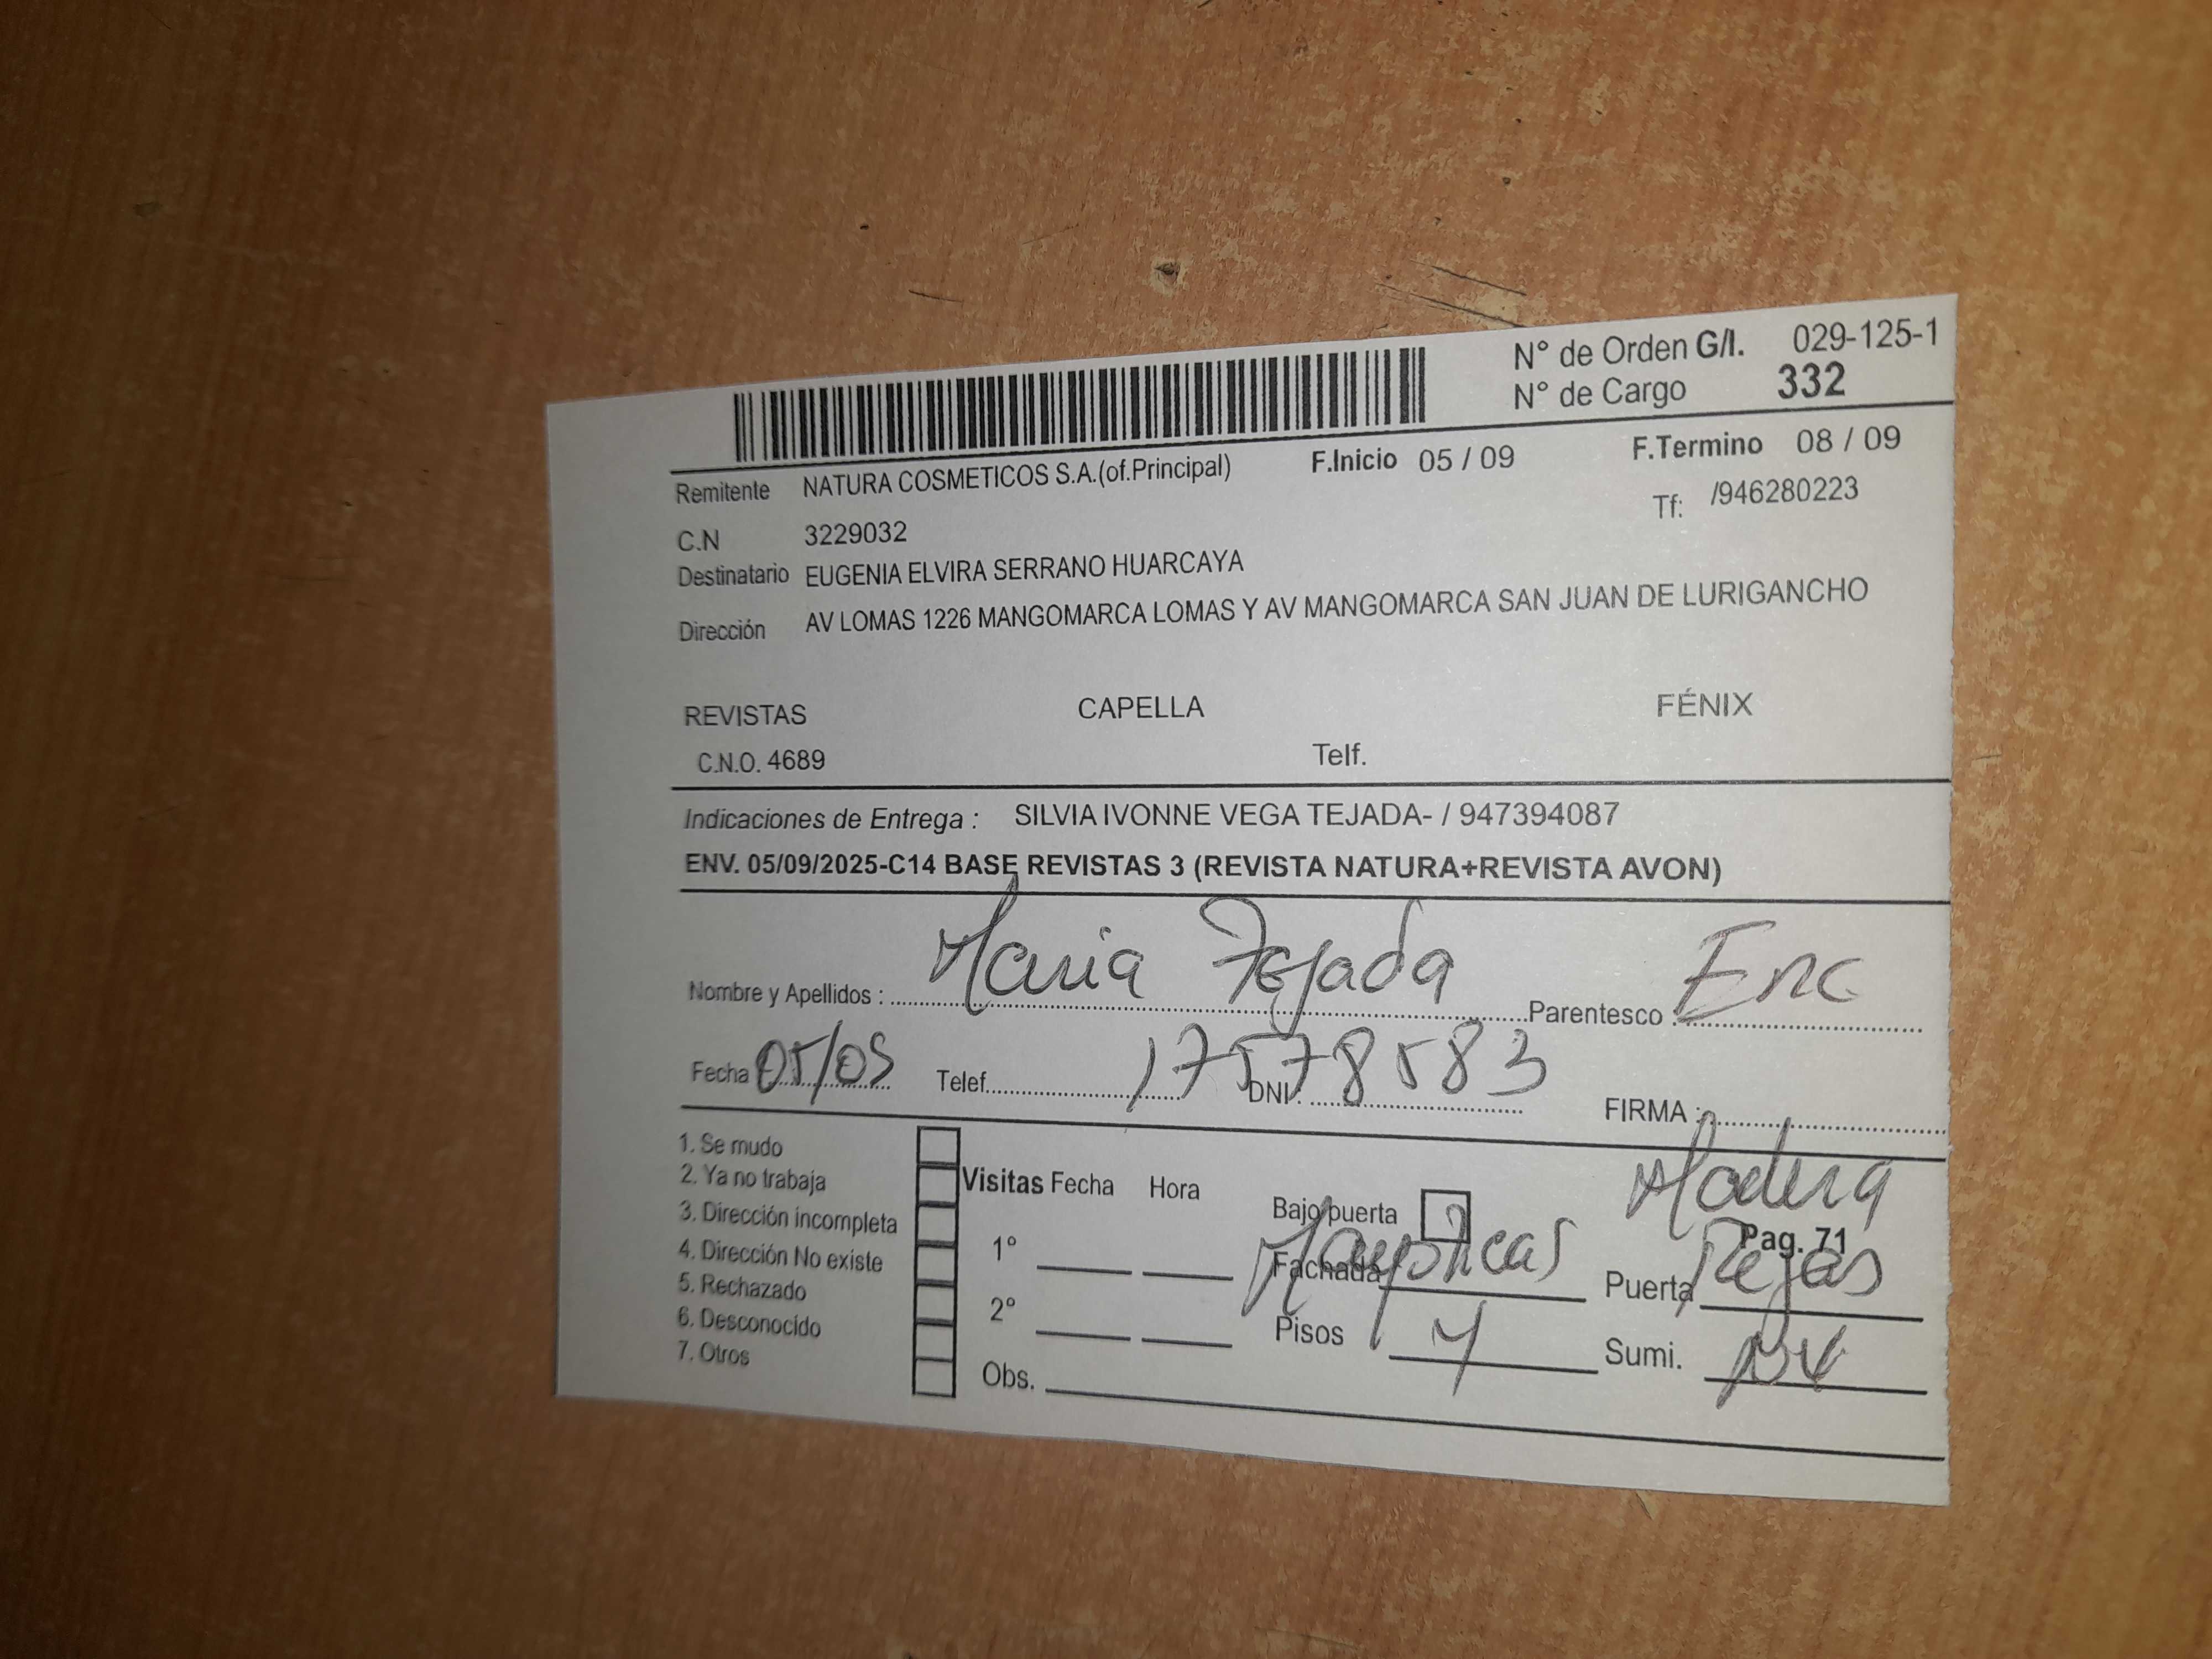 N° de Orden G/I. 029-125-1
N° de Cargo 332
Remitente NATURA COSMETICOS S.A.(of.Principal) F.Inicio 05 / 09 F.Termino 08 / 09
C.N 3229032 Tf: /946280223
Destinatario EUGENIA ELVIRA SERRANO HUARCAYA
Dirección AV LOMAS 1226 MANGOMARCA LOMAS Y AV MANGOMARCA SAN JUAN DE LURIGANCHO
REVISTAS CAPELLA FÉNIX
C.N.O. 4689 Telf.
Indicaciones de Entrega : SILVIA IVONNE VEGA TEJADA- / 947394087
ENV. 05/09/2025-C14 BASE REVISTAS 3 (REVISTA NATURA+REVISTA AVON)
Nombre y Apellidos : Maria Tejada Parentesco : Enc
Fecha 05/09 Telef. DNI. 17578583 FIRMA :
1. Se mudo
2. Ya no trabaja
3. Dirección incompleta
4. Dirección No existe
5. Rechazado
6. Desconocido
7. Otros
Visitas Fecha Hora
1°
2°
Obs.
Bajo puerta
Fachada Mayolicas
Pisos 4
Madera
Pag. 71
Puerta Rejas
Sumi.